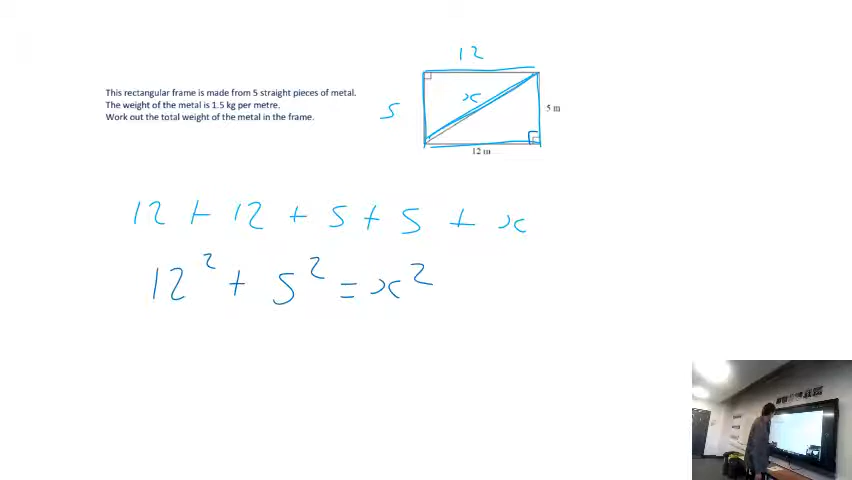 12
This rectangular frame is made from 5 straight pieces of metal.
The weight of the metal is 1.5 kg per metre.
Work out the total weight of the metal in the frame.
x
5
5 m
12 m
12 + 12 + 5 + 5 + x
12² + 5² = x²